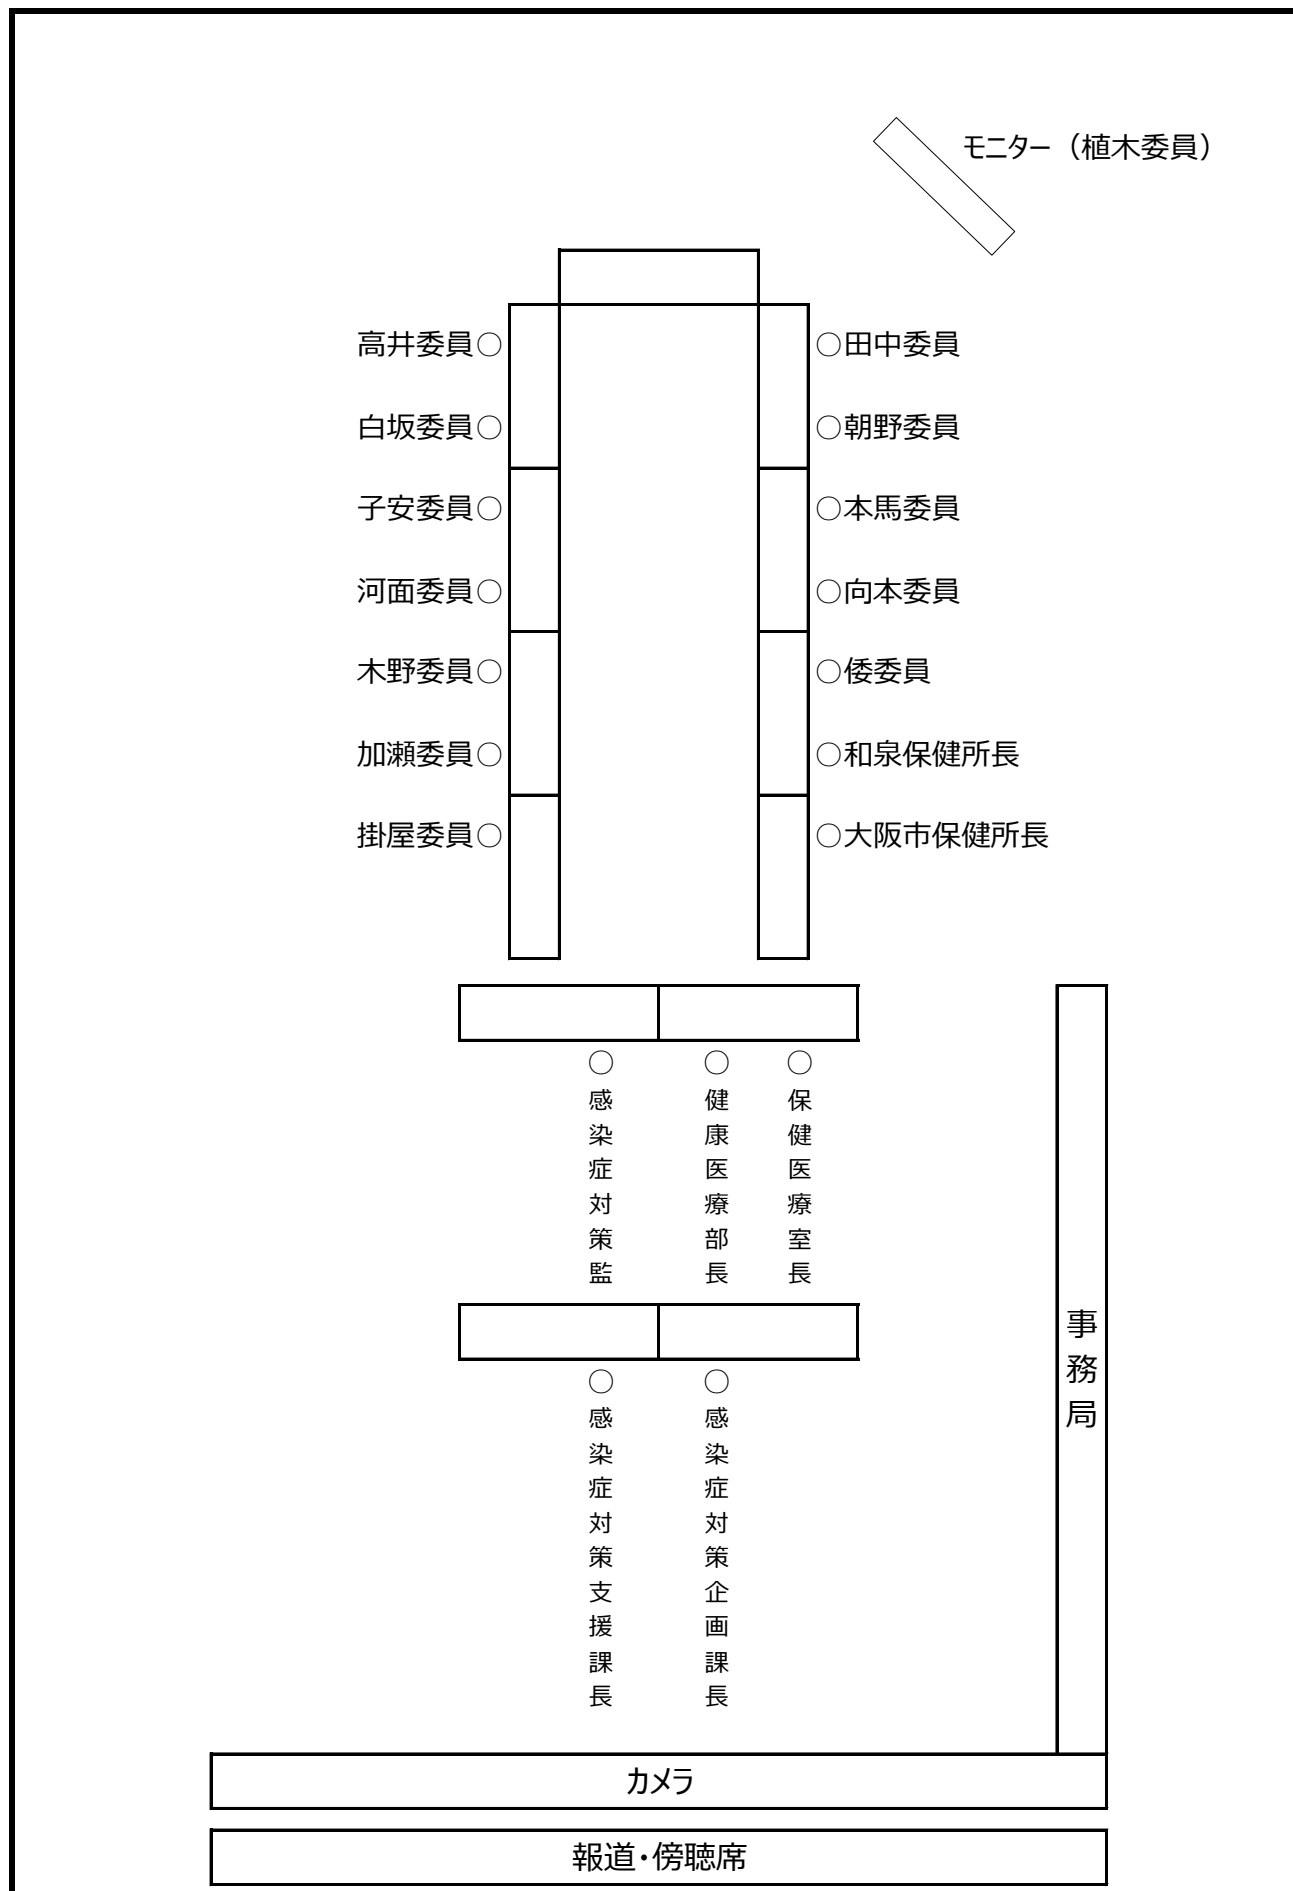 モニター（植木委員）
高井委員○ ○田中委員
白坂委員○ ○朝野委員
子安委員○ ○本馬委員
河面委員○ ○向本委員
木野委員○ ○倭委員
加瀬委員○ ○和泉保健所長
掛屋委員○ ○大阪市保健所長
○感染症対策監
○健康医療部長
○保健医療室長
○感染症対策支援課長
○感染症対策企画課長
事務局
カメラ
報道・傍聴席